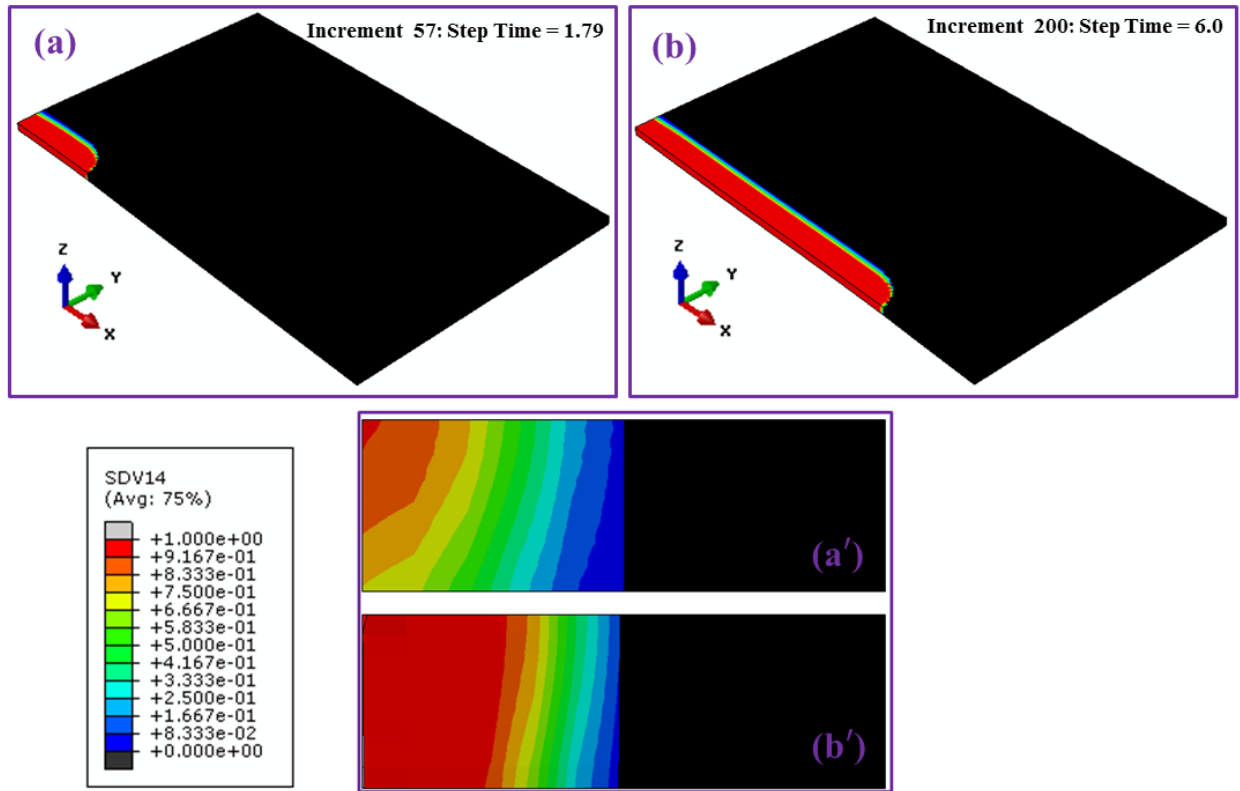 (a)
Increment 57: Step Time = 1.79
(b)
Increment 200: Step Time = 6.0
Z
Y
X
Z
Y
X
SDV14
(Avg: 75%)
+1.000e+00
+9.167e-01
+8.333e-01
+7.500e-01
+6.667e-01
+5.833e-01
+5.000e-01
+4.167e-01
+3.333e-01
+2.500e-01
+1.667e-01
+8.333e-02
+0.000e+00
(a′)
(b′)